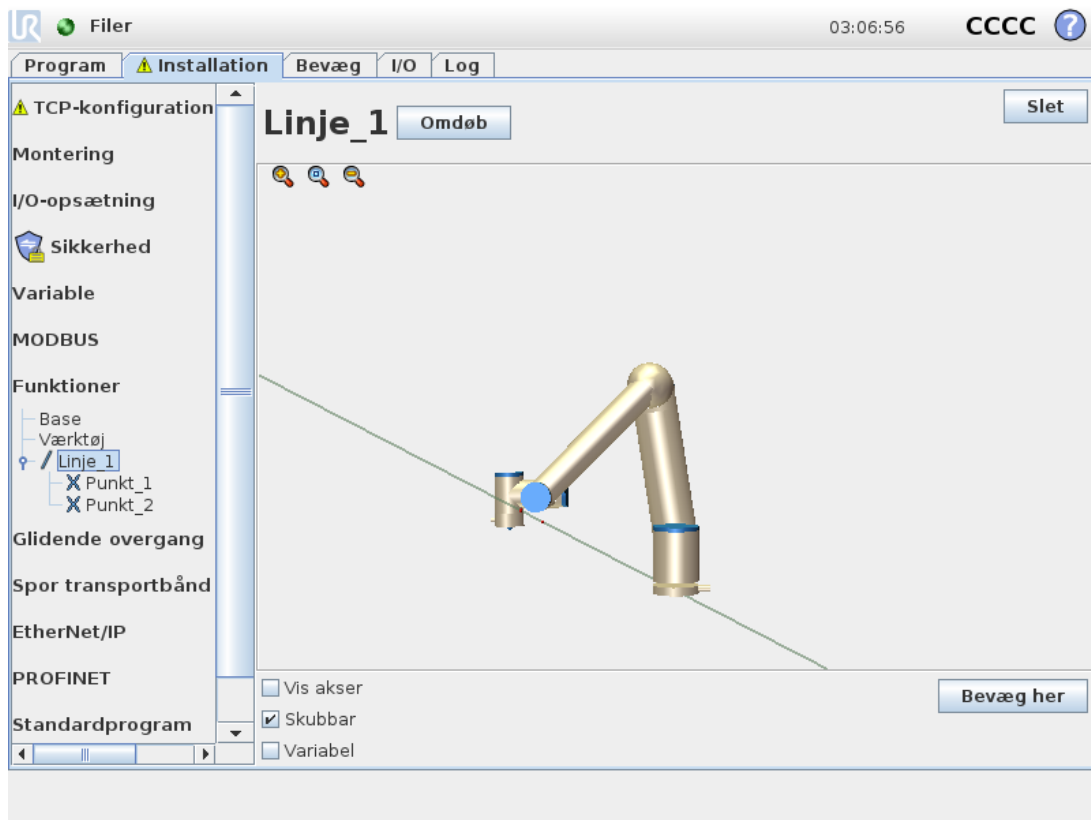 UR Filer 03:06:56 CCCC ?
Program Installation Bevæg I/O Log
TCP-konfiguration
Montering
I/O-opsætning
Sikkerhed
Variable
MODBUS
Funktioner
Base
Værktøj
Linje_1
Punkt_1
Punkt_2
Glidende overgang
Spor transportbånd
EtherNet/IP
PROFINET
Standardprogram
Linje_1 Omdøb Slet
Vis akser
Skubbar
Variabel
Bevæg her